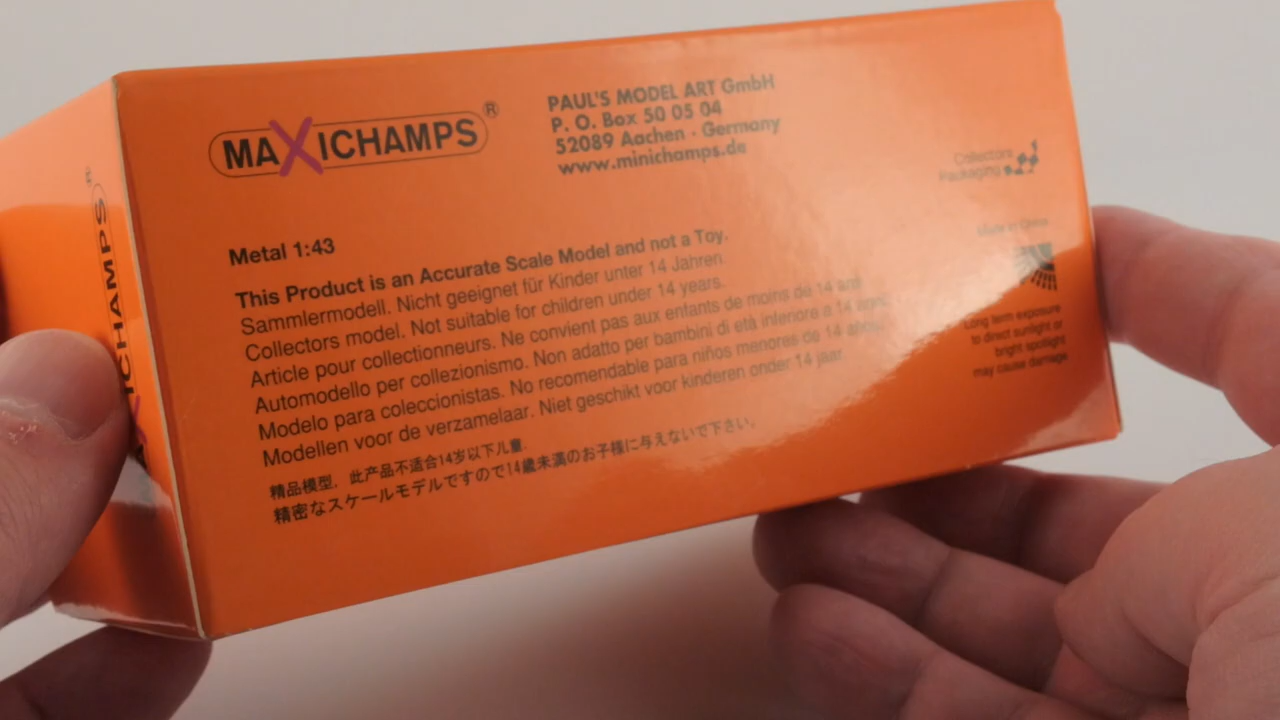 MAXICHAMPS®
PAUL'S MODEL ART GmbH
P. O. Box 50 05 04
52089 Aachen - Germany
www.minichamps.de
Collectors
Packaging
Made in China
Metal 1:43
This Product is an Accurate Scale Model and not a Toy.
Sammlermodell. Nicht geeignet für Kinder unter 14 Jahren.
Collectors model. Not suitable for children under 14 years.
Article pour collectionneurs. Ne convient pas aux enfants de moins de 14 ans.
Automodello per collezionismo. Non adatto per bambini di età inferiore a 14 anni.
Modelo para coleccionistas. No recomendable para niños menores de 14 años.
Modellen voor de verzamelaar. Niet geschikt voor kinderen onder 14 jaar.
精品模型．此产品不适合14岁以下儿童.
精密なスケールモデルですので14歳未満のお子様に与えないで下さい。
Long term exposure
to direct sunlight or
bright spotlight
may cause damage
ICHAMPS®